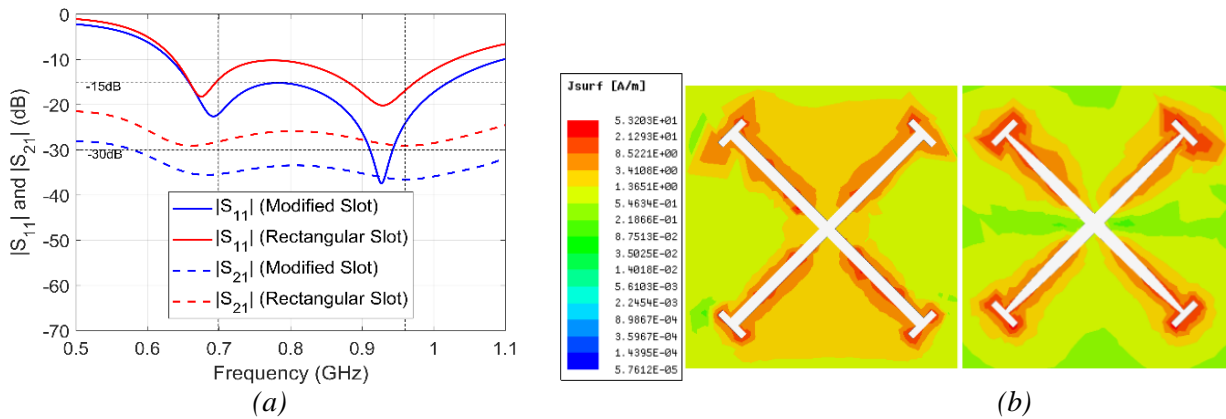 0
-10
-20
-30
-40
-50
-60
-70
-15dB
-30dB
|S11| and |S21| (dB)
|S11| (Modified Slot)
|S11| (Rectangular Slot)
|S21| (Modified Slot)
|S21| (Rectangular Slot)
0.5 0.6 0.7 0.8 0.9 1 1.1
Frequency (GHz)
(a)
Jsurf [A/m]
5.3203E+01
2.1293E+01
8.5221E+00
3.4108E+00
1.3651E+00
5.4634E-01
2.1866E-01
8.7513E-02
3.5025E-02
1.4018E-02
5.6103E-03
2.2454E-03
8.9867E-04
3.5967E-04
1.4395E-04
5.7612E-05
(b)